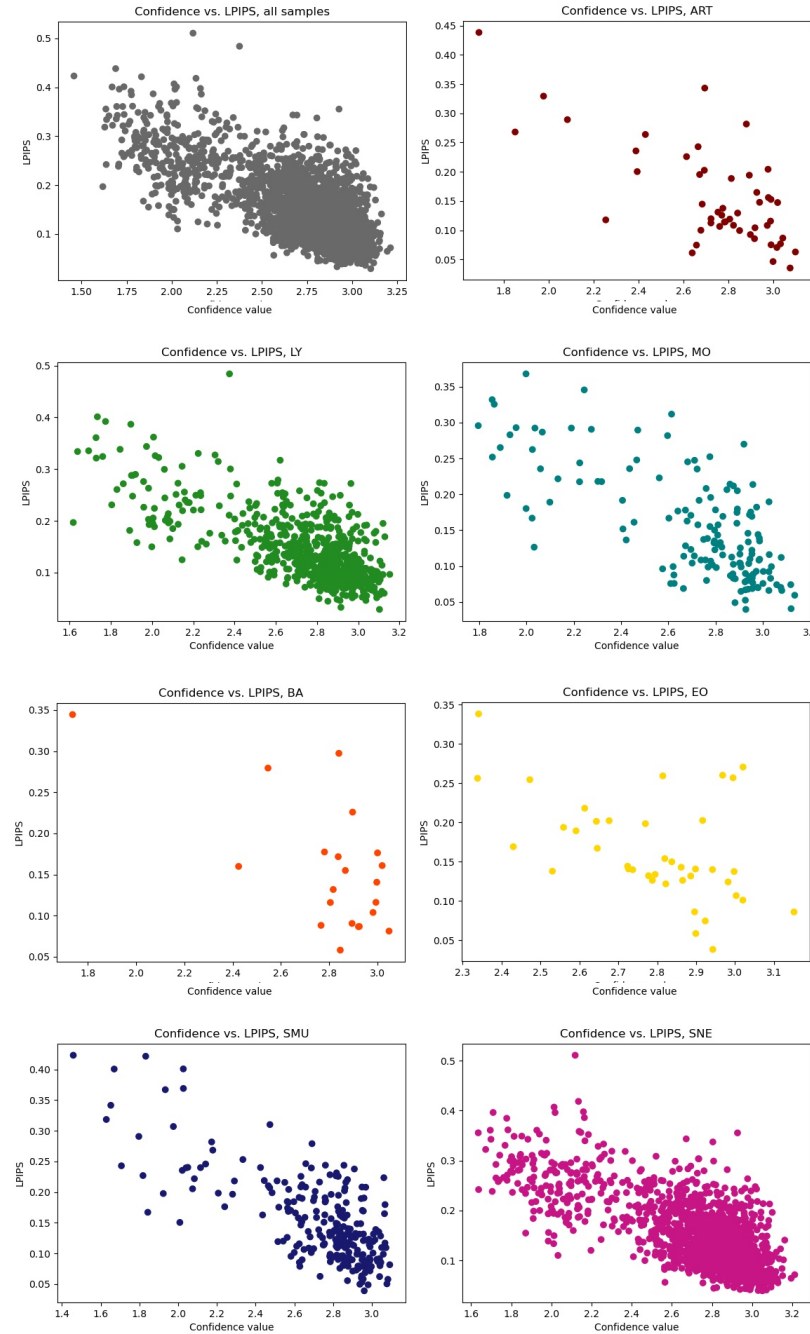 Confidence vs. LPIPS, all samples
0.5
0.4
0.3
0.2
0.1
LPIPS
1.50 1.75 2.00 2.25 2.50 2.75 3.00 3.25
Confidence value
Confidence vs. LPIPS, ART
0.45
0.40
0.35
0.30
0.25
0.20
0.15
0.10
0.05
LPIPS
1.8 2.0 2.2 2.4 2.6 2.8 3.0
Confidence value
Confidence vs. LPIPS, LY
0.5
0.4
0.3
0.2
0.1
LPIPS
1.6 1.8 2.0 2.2 2.4 2.6 2.8 3.0 3.2
Confidence value
Confidence vs. LPIPS, MO
0.35
0.30
0.25
0.20
0.15
0.10
0.05
LPIPS
1.8 2.0 2.2 2.4 2.6 2.8 3.0
Confidence value
Confidence vs. LPIPS, BA
0.35
0.30
0.25
0.20
0.15
0.10
0.05
LPIPS
1.8 2.0 2.2 2.4 2.6 2.8 3.0
Confidence value
Confidence vs. LPIPS, EO
0.35
0.30
0.25
0.20
0.15
0.10
0.05
LPIPS
2.3 2.4 2.5 2.6 2.7 2.8 2.9 3.0 3.1
Confidence value
Confidence vs. LPIPS, SMU
0.40
0.35
0.30
0.25
0.20
0.15
0.10
0.05
LPIPS
1.4 1.6 1.8 2.0 2.2 2.4 2.6 2.8 3.0
Confidence value
Confidence vs. LPIPS, SNE
0.5
0.4
0.3
0.2
0.1
LPIPS
1.6 1.8 2.0 2.2 2.4 2.6 2.8 3.0 3.2
Confidence value